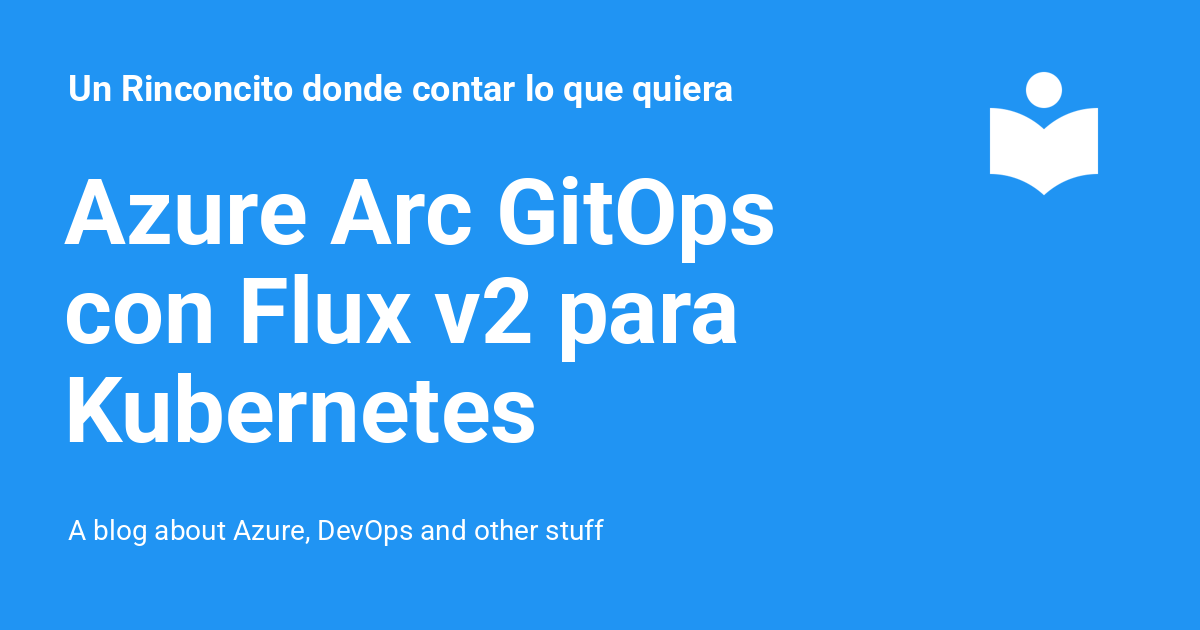 Un Rinconcito donde contar lo que quiera
Azure Arc GitOps
con Flux v2 para
Kubernetes
A blog about Azure, DevOps and other stuff